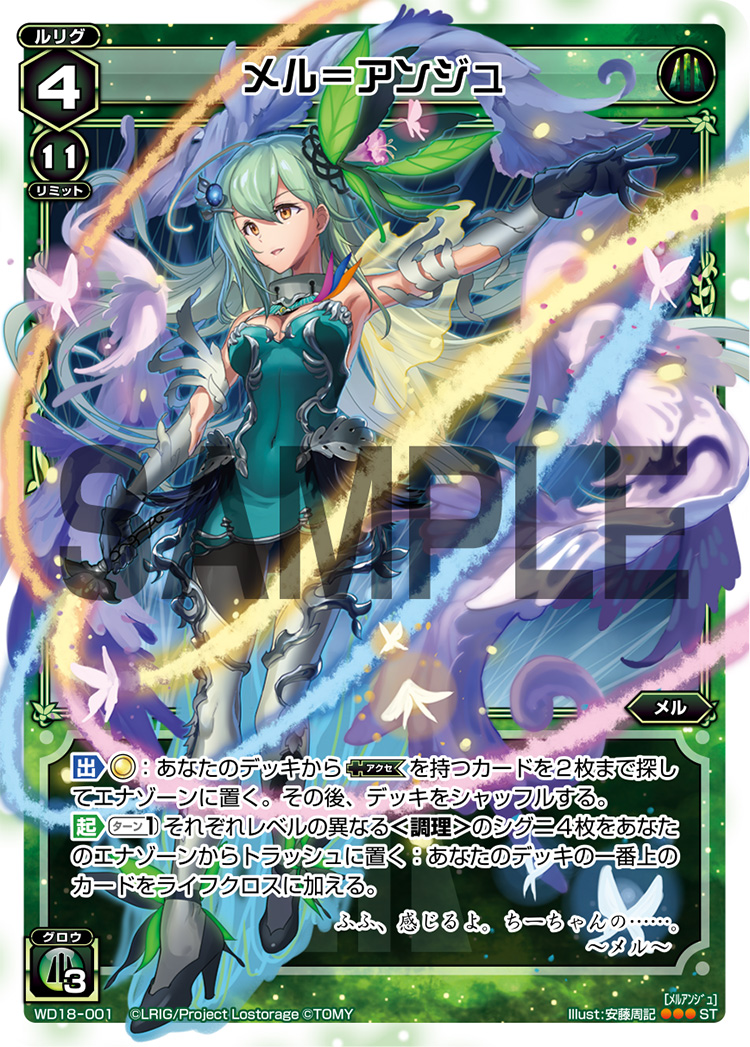 ルリグ
4
メル＝アンジュ
11
リミット
SAMPLE
メル
出：あなたのデッキからアクセを持つカードを２枚まで探し
てエナゾーンに置く。その後、デッキをシャッフルする。
起ターン1それぞれレベルの異なる＜調理＞のシグニ４枚をあなた
のエナゾーンからトラッシュに置く：あなたのデッキの一番上の
カードをライフクロスに加える。
ふふ、感じるよ。ちーちゃんの……。
～メル～
グロウ
3
[メルアンジュ]
WD18-001 ©LRIG/Project Lostorage ©TOMY Illust:安藤周記 ST